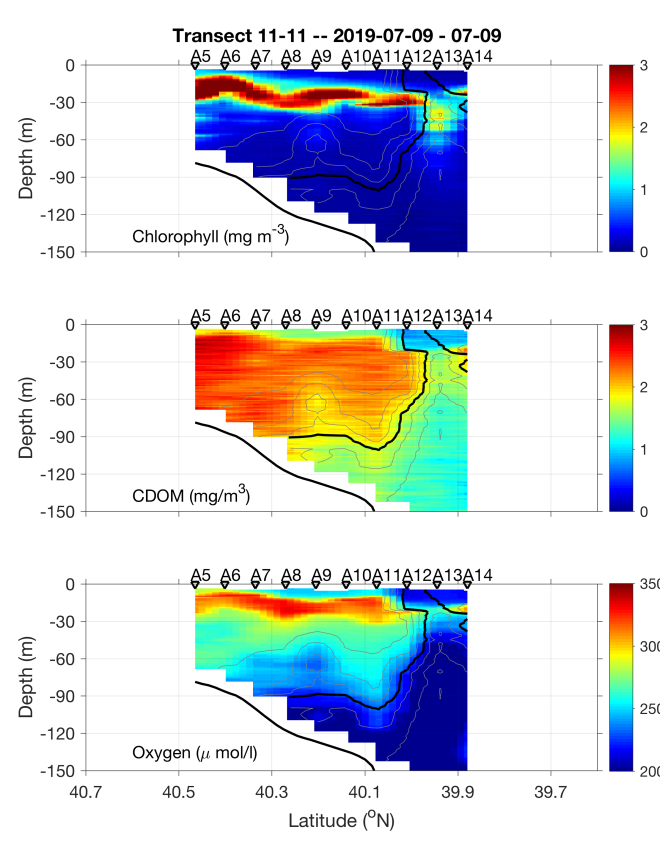 Transect 11-11 -- 2019-07-09 - 07-09
A5 A6 A7 A8 A9 A10 A11 A12 A13 A14
0
-30
-60
-90
-120
-150
Depth (m)
Chlorophyll (mg m-3)
3
2
1
0
A5 A6 A7 A8 A9 A10 A11 A12 A13 A14
0
-30
-60
-90
-120
-150
Depth (m)
CDOM (mg/m3)
3
2
1
0
A5 A6 A7 A8 A9 A10 A11 A12 A13 A14
0
-30
-60
-90
-120
-150
Depth (m)
Oxygen (μ mol/l)
350
300
250
200
40.7 40.5 40.3 40.1 39.9 39.7
Latitude (oN)